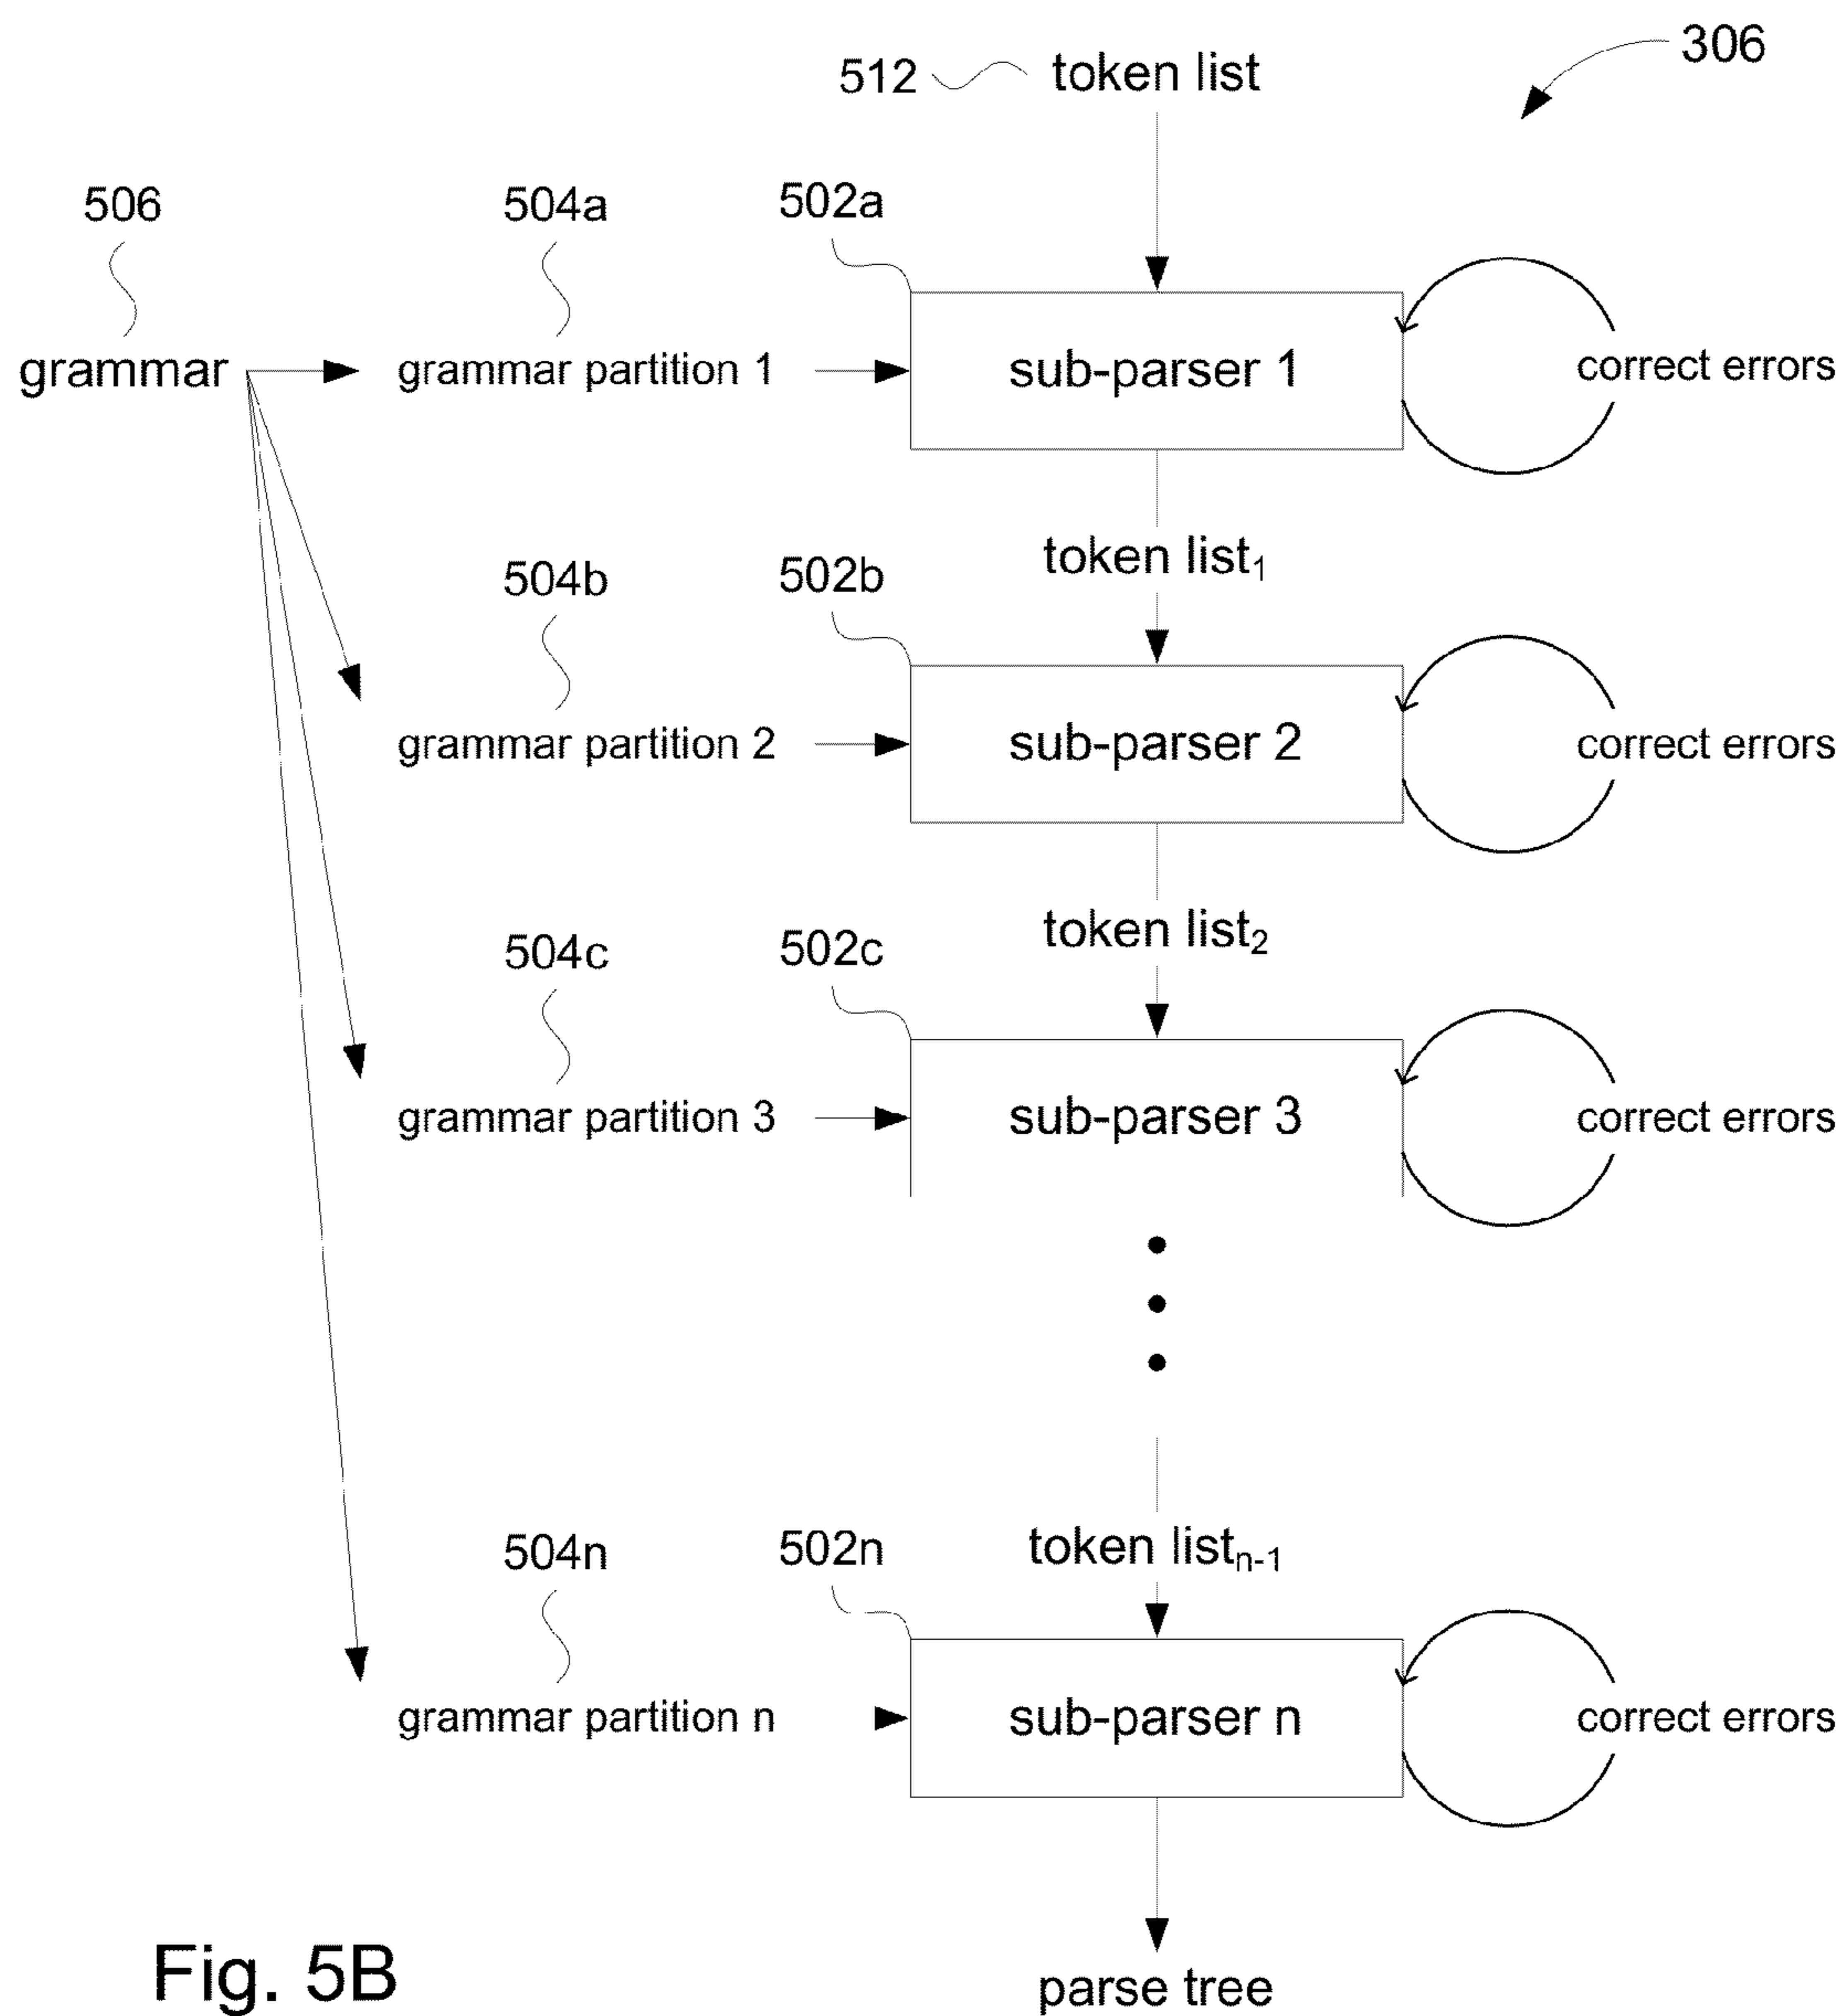 306
512 token list
506 504a 502a
grammar grammar partition 1 sub-parser 1 correct errors
token list₁
504b 502b
grammar partition 2 sub-parser 2 correct errors
token list₂
504c 502c
grammar partition 3 sub-parser 3 correct errors
token listₙ₋₁
504n 502n
grammar partition n sub-parser n correct errors
Fig. 5B
parse tree